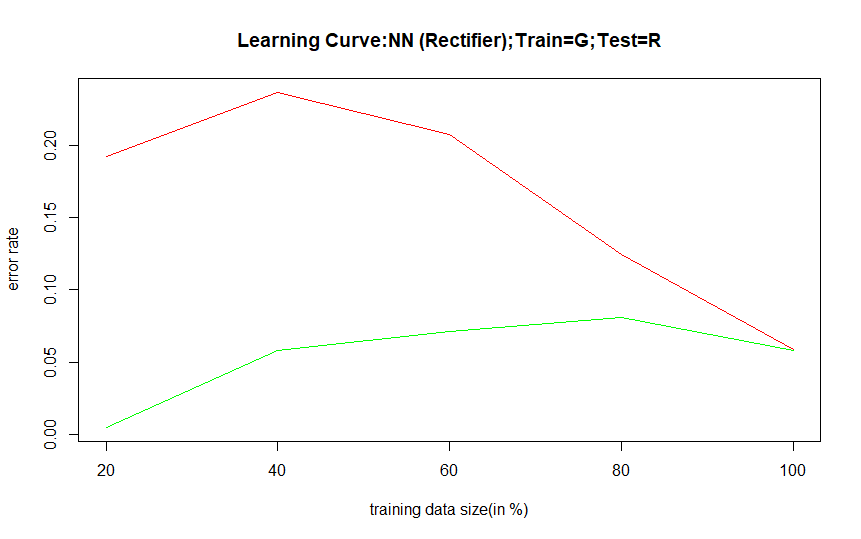 Learning Curve:NN (Rectifier);Train=G;Test=R
error rate
0.20
0.15
0.10
0.05
0.00
20 40 60 80 100
training data size(in %)